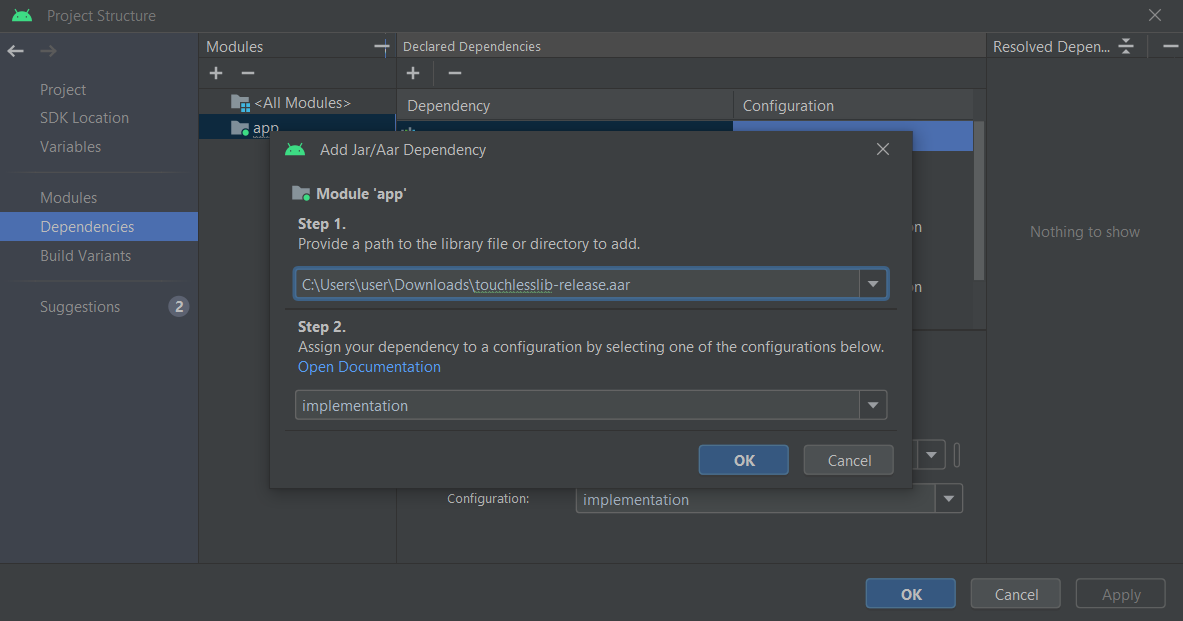 Project Structure
Modules
Declared Dependencies
Resolved Depen...
Project
SDK Location
Variables
Modules
Dependencies
Build Variants
Suggestions 2
<All Modules>
app
Dependency
Configuration
Add Jar/Aar Dependency
Module 'app'
Step 1.
Provide a path to the library file or directory to add.
C:\Users\user\Downloads\touchlesslib-release.aar
Step 2.
Assign your dependency to a configuration by selecting one of the configurations below.
Open Documentation
implementation
OK
Cancel
n
n
Nothing to show
Configuration:
implementation
OK
Cancel
Apply